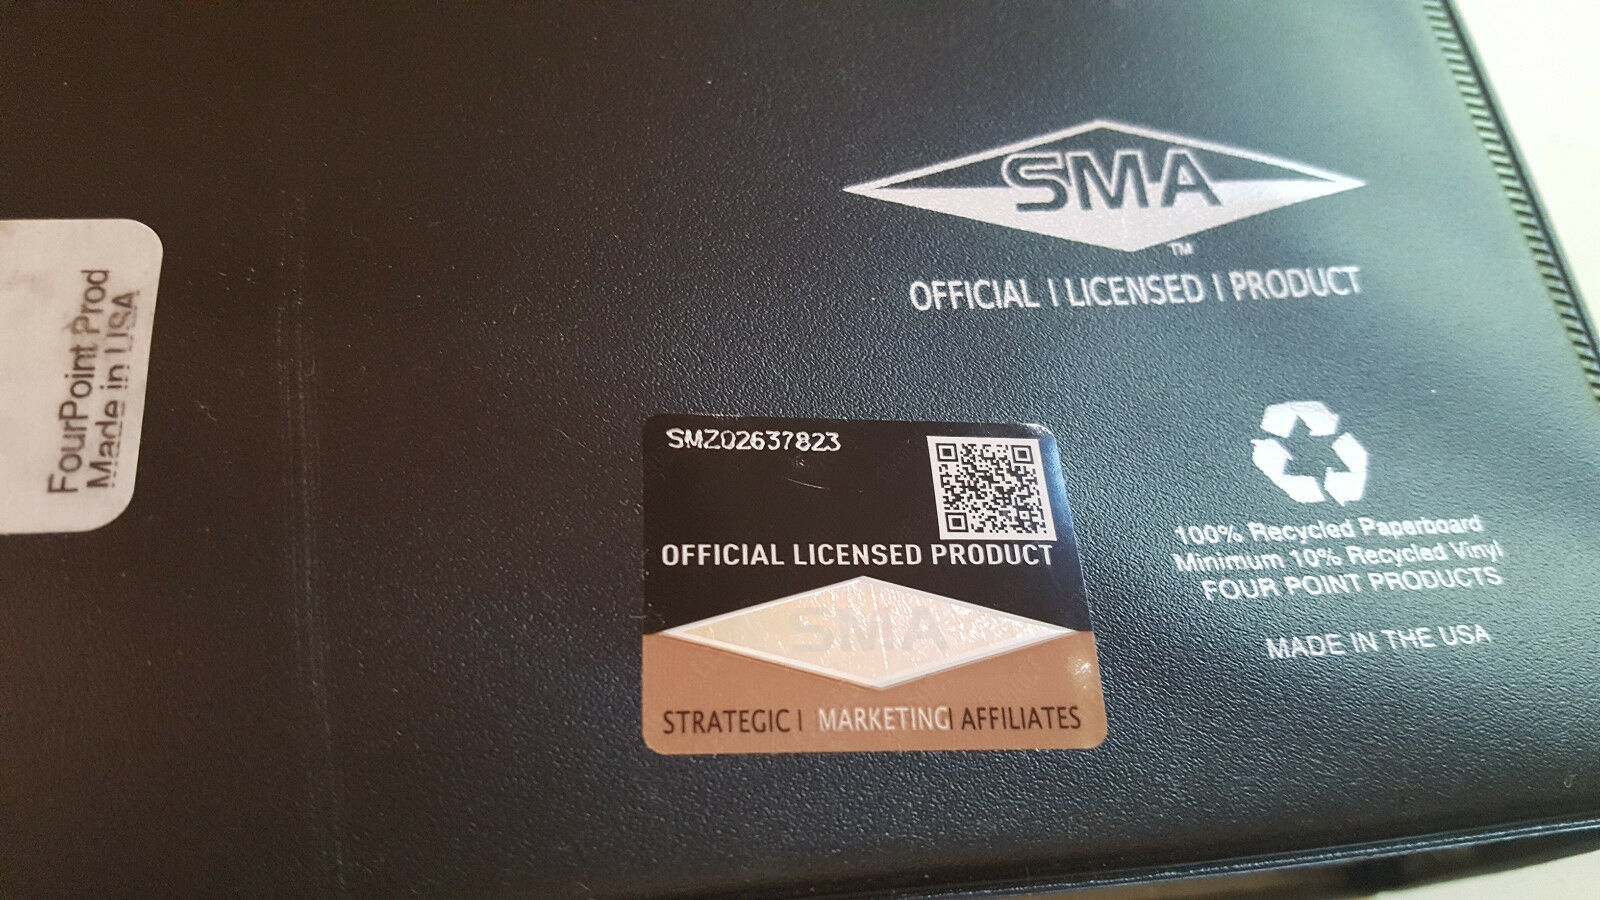 FourPoint Prod
Made in USA
SMA
TM
OFFICIAL | LICENSED | PRODUCT
SMZ02637823
OFFICIAL LICENSED PRODUCT
SMA
STRATEGIC | MARKETING | AFFILIATES
100% Recycled Paperboard
Minimum 10% Recycled Vinyl
FOUR POINT PRODUCTS
MADE IN THE USA